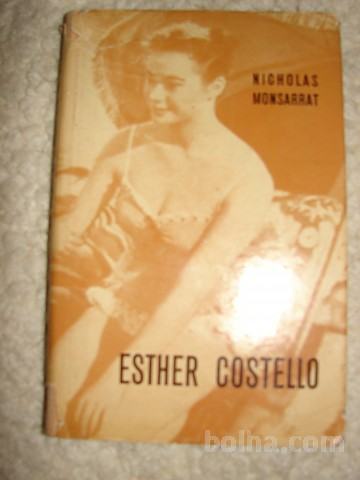 NICHOLAS
MONSARRAT
ESTHER COSTELLO
bolha.com